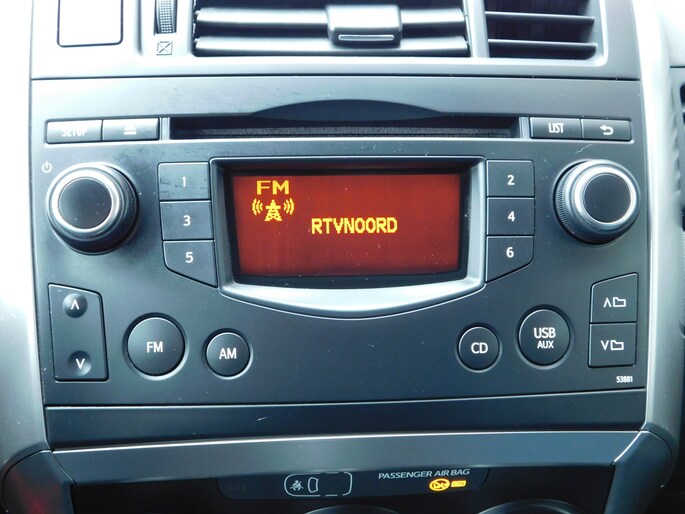 SETUP
LIST
1
2
FM
3
4
RTVNOORD
5
6
FM
AM
CD
USB
AUX
53881
PASSENGER AIR BAG